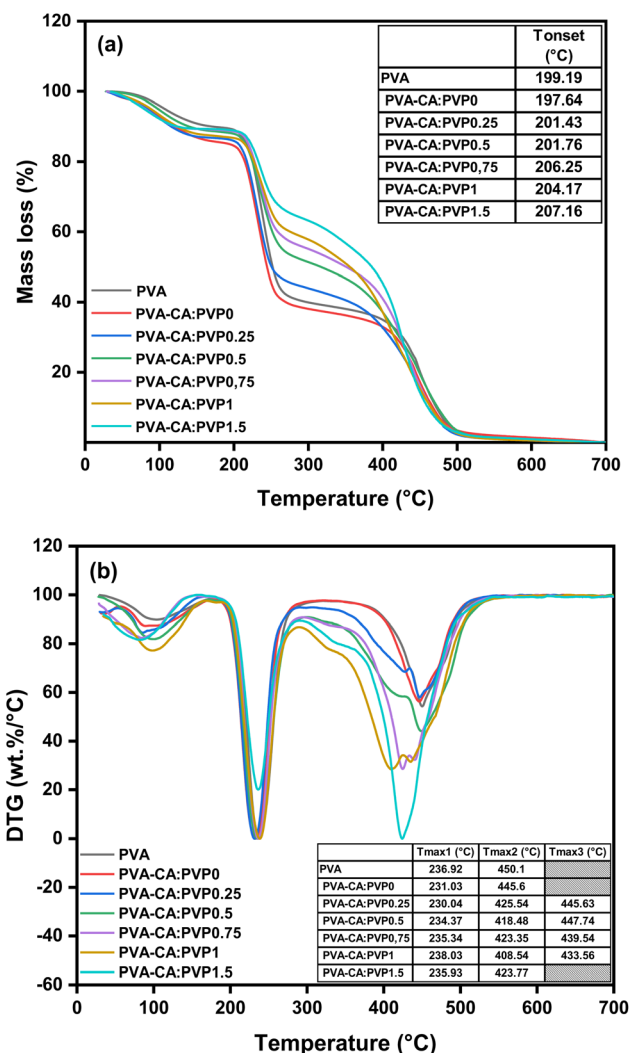 (a)
Tonset
(°C)
PVA 199.19
PVA-CA:PVP0 197.64
PVA-CA:PVP0.25 201.43
PVA-CA:PVP0.5 201.76
PVA-CA:PVP0,75 206.25
PVA-CA:PVP1 204.17
PVA-CA:PVP1.5 207.16
120
100
80
60
40
20
Mass loss (%)
PVA
PVA-CA:PVP0
PVA-CA:PVP0.25
PVA-CA:PVP0.5
PVA-CA:PVP0,75
PVA-CA:PVP1
PVA-CA:PVP1.5
0 100 200 300 400 500 600 700
Temperature (°C)
(b)
120
100
80
60
40
20
0
-20
-40
-60
DTG (wt.%/°C)
PVA
PVA-CA:PVP0
PVA-CA:PVP0.25
PVA-CA:PVP0.5
PVA-CA:PVP0.75
PVA-CA:PVP1
PVA-CA:PVP1.5
Tmax1 (°C) Tmax2 (°C) Tmax3 (°C)
PVA 236.92 450.1
PVA-CA:PVP0 231.03 445.6
PVA-CA:PVP0.25 230.04 425.54 445.63
PVA-CA:PVP0.5 234.37 418.48 447.74
PVA-CA:PVP0,75 235.34 423.35 439.54
PVA-CA:PVP1 238.03 408.54 433.56
PVA-CA:PVP1.5 235.93 423.77
0 100 200 300 400 500 600 700
Temperature (°C)